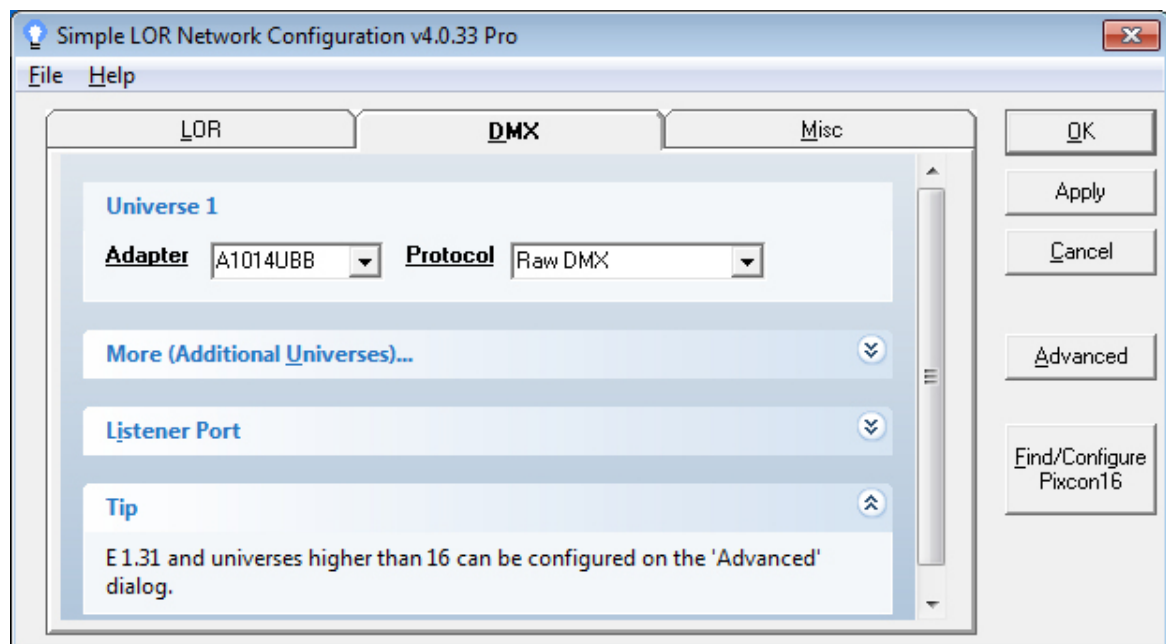 Simple LOR Network Configuration v4.0.33 Pro
File Help
LOR DMX Misc
OK
Universe 1
Apply
Adapter A1014UBB Protocol Raw DMX
Cancel
More (Additional Universes)...
Advanced
Listener Port
Find/Configure
Pixcon16
Tip
E 1.31 and universes higher than 16 can be configured on the 'Advanced'
dialog.